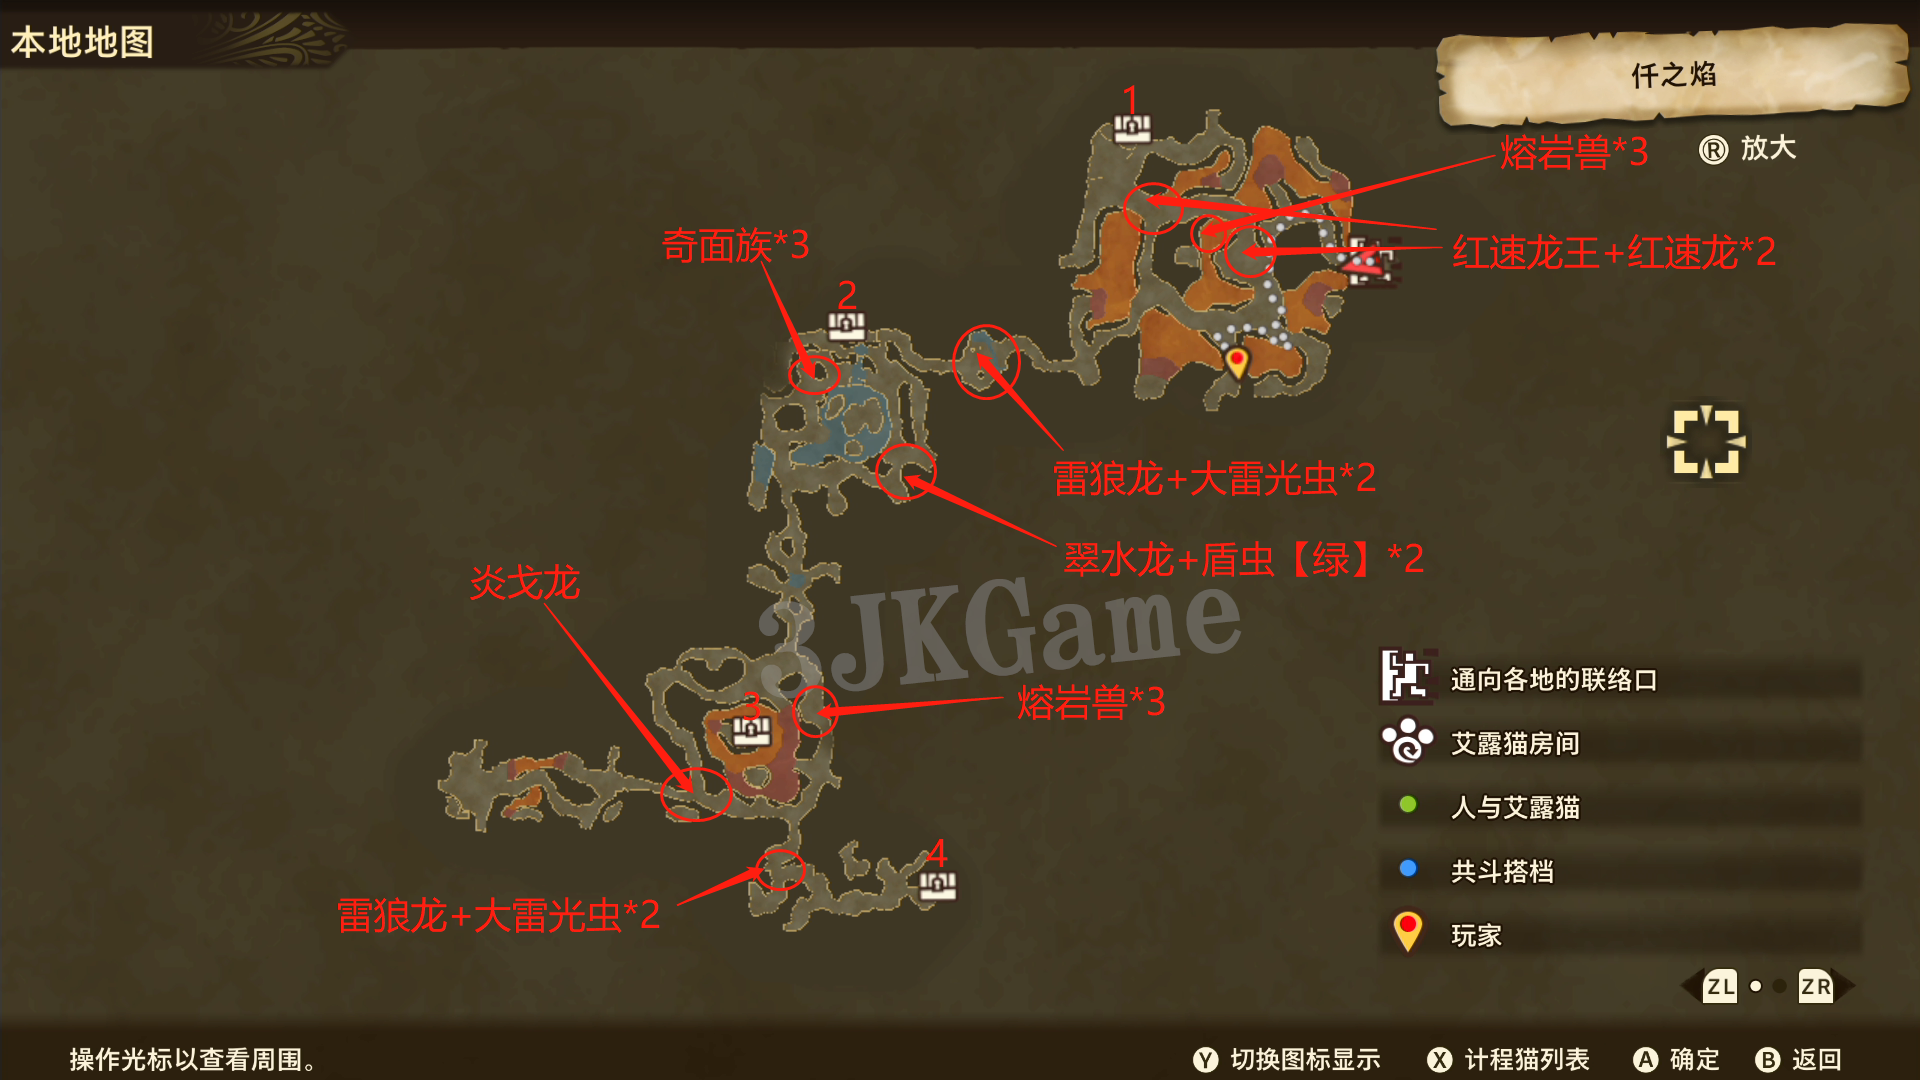 本地地图
仟之焰
Ⓡ 放大
1
熔岩兽*3
红速龙王+红速龙*2
奇面族*3
2
雷狼龙+大雷光虫*2
翠水龙+盾虫【绿】*2
炎戈龙
3JKGame
熔岩兽*3
3
4
雷狼龙+大雷光虫*2
通向各地的联络口
艾露猫房间
人与艾露猫
共斗搭档
玩家
ZL ZR
操作光标以查看周围。
Y 切换图标显示 X 计程猫列表 A 确定 B 返回